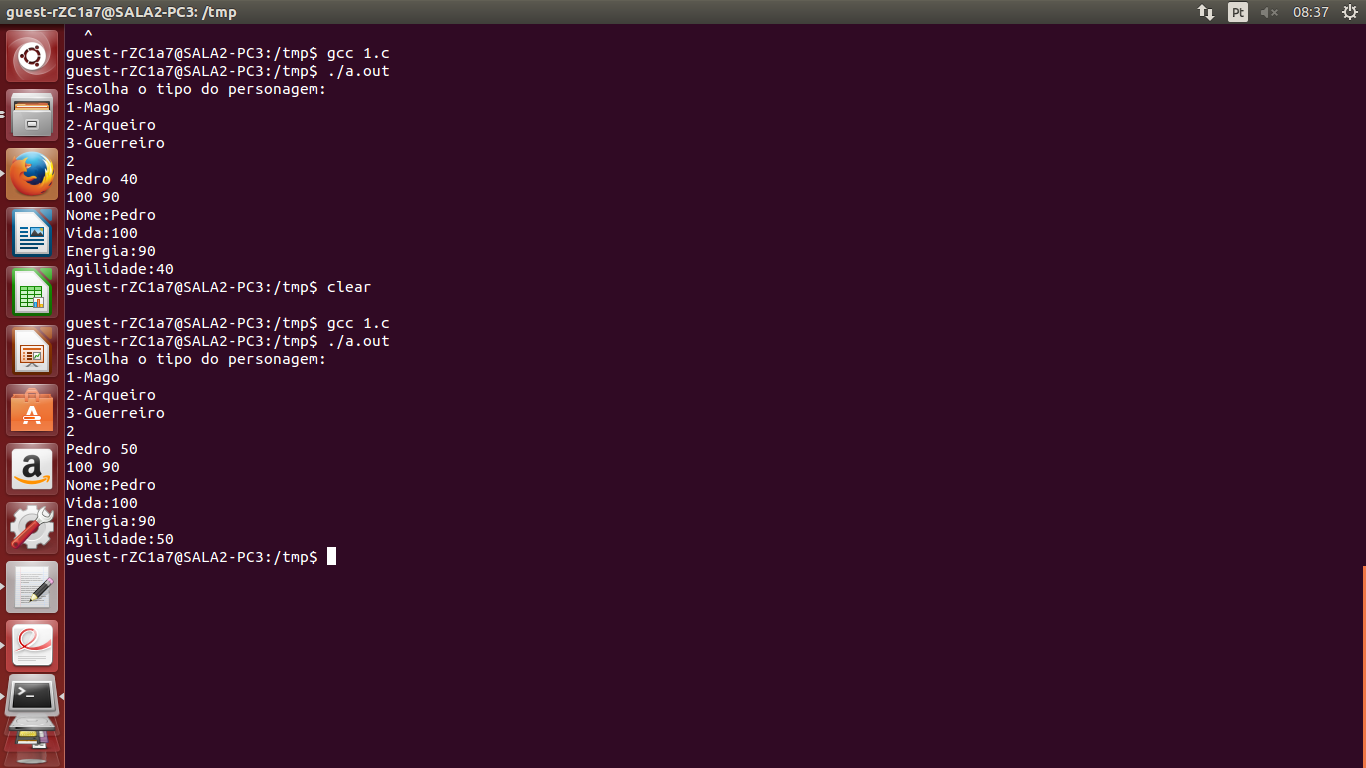 guest-rZC1a7@SALA2-PC3: /tmp
Pt
08:37
^
guest-rZC1a7@SALA2-PC3:/tmp$ gcc 1.c
guest-rZC1a7@SALA2-PC3:/tmp$ ./a.out
Escolha o tipo do personagem:
1-Mago
2-Arqueiro
3-Guerreiro
2
Pedro 40
100 90
Nome:Pedro
Vida:100
Energia:90
Agilidade:40
guest-rZC1a7@SALA2-PC3:/tmp$ clear
guest-rZC1a7@SALA2-PC3:/tmp$ gcc 1.c
guest-rZC1a7@SALA2-PC3:/tmp$ ./a.out
Escolha o tipo do personagem:
1-Mago
2-Arqueiro
3-Guerreiro
2
Pedro 50
100 90
Nome:Pedro
Vida:100
Energia:90
Agilidade:50
guest-rZC1a7@SALA2-PC3:/tmp$